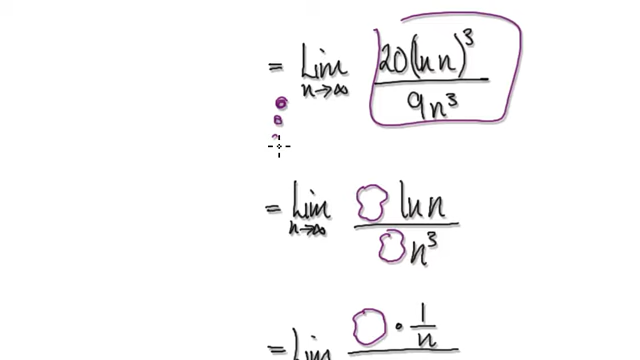 = Lim n→∞ 20(ln n)^3 / 9n^3
= Lim n→∞ ln n / n^3
= Lim · 1/n